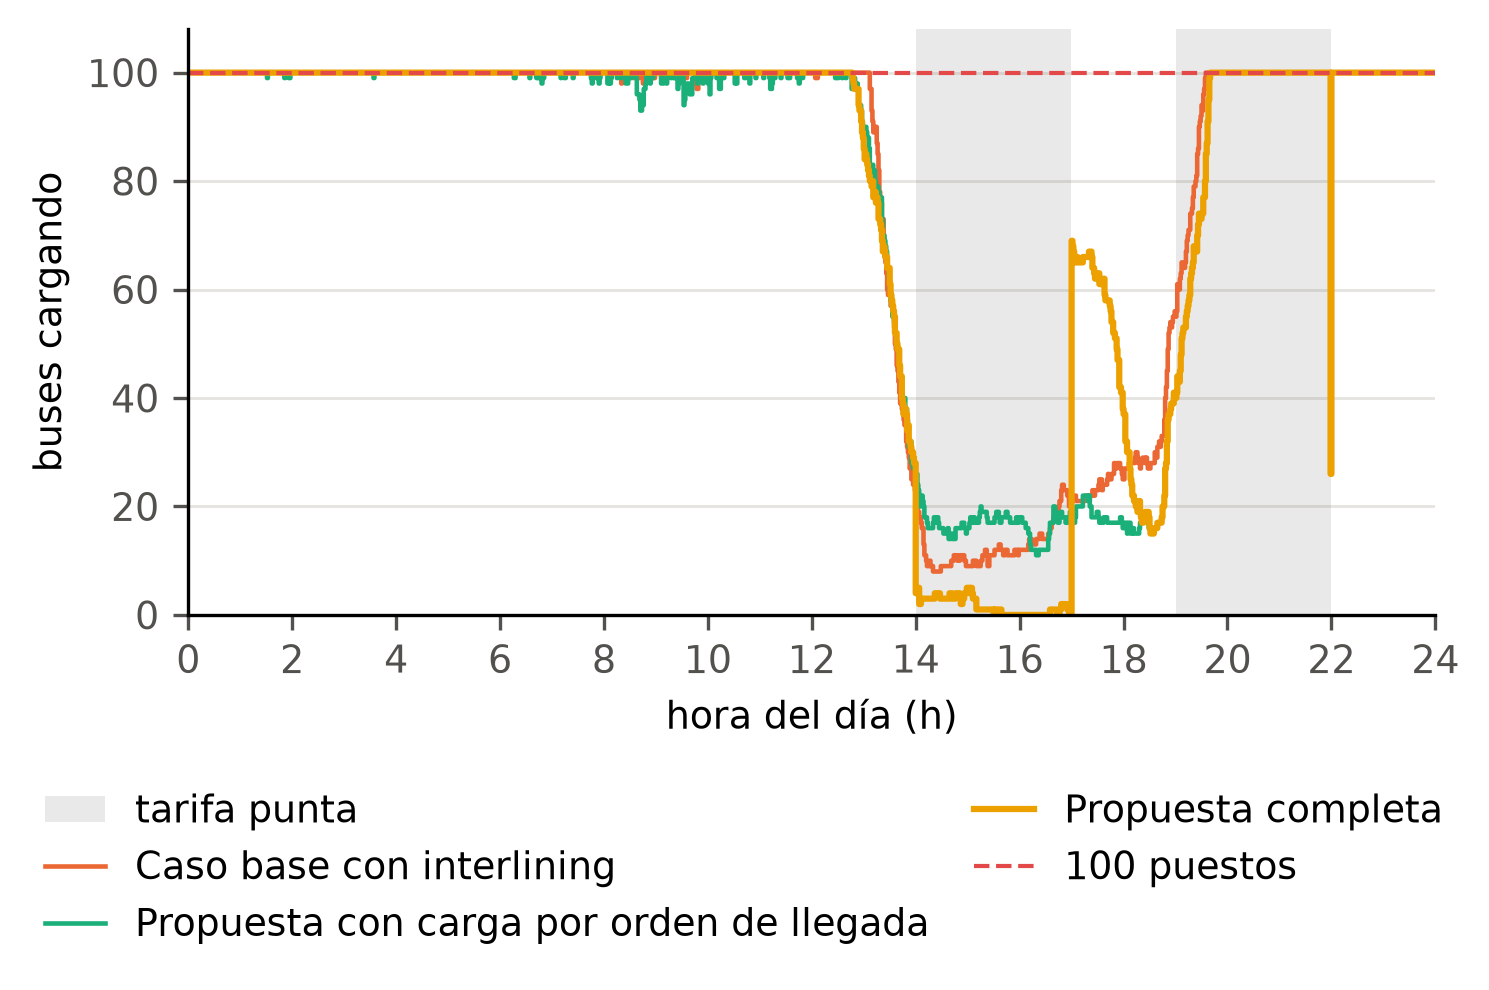 100
80
60
40
20
0
buses cargando
0 2 4 6 8 10 12 14 16 18 20 22 24
hora del día (h)
tarifa punta
Caso base con interlining
Propuesta con carga por orden de llegada
Propuesta completa
100 puestos